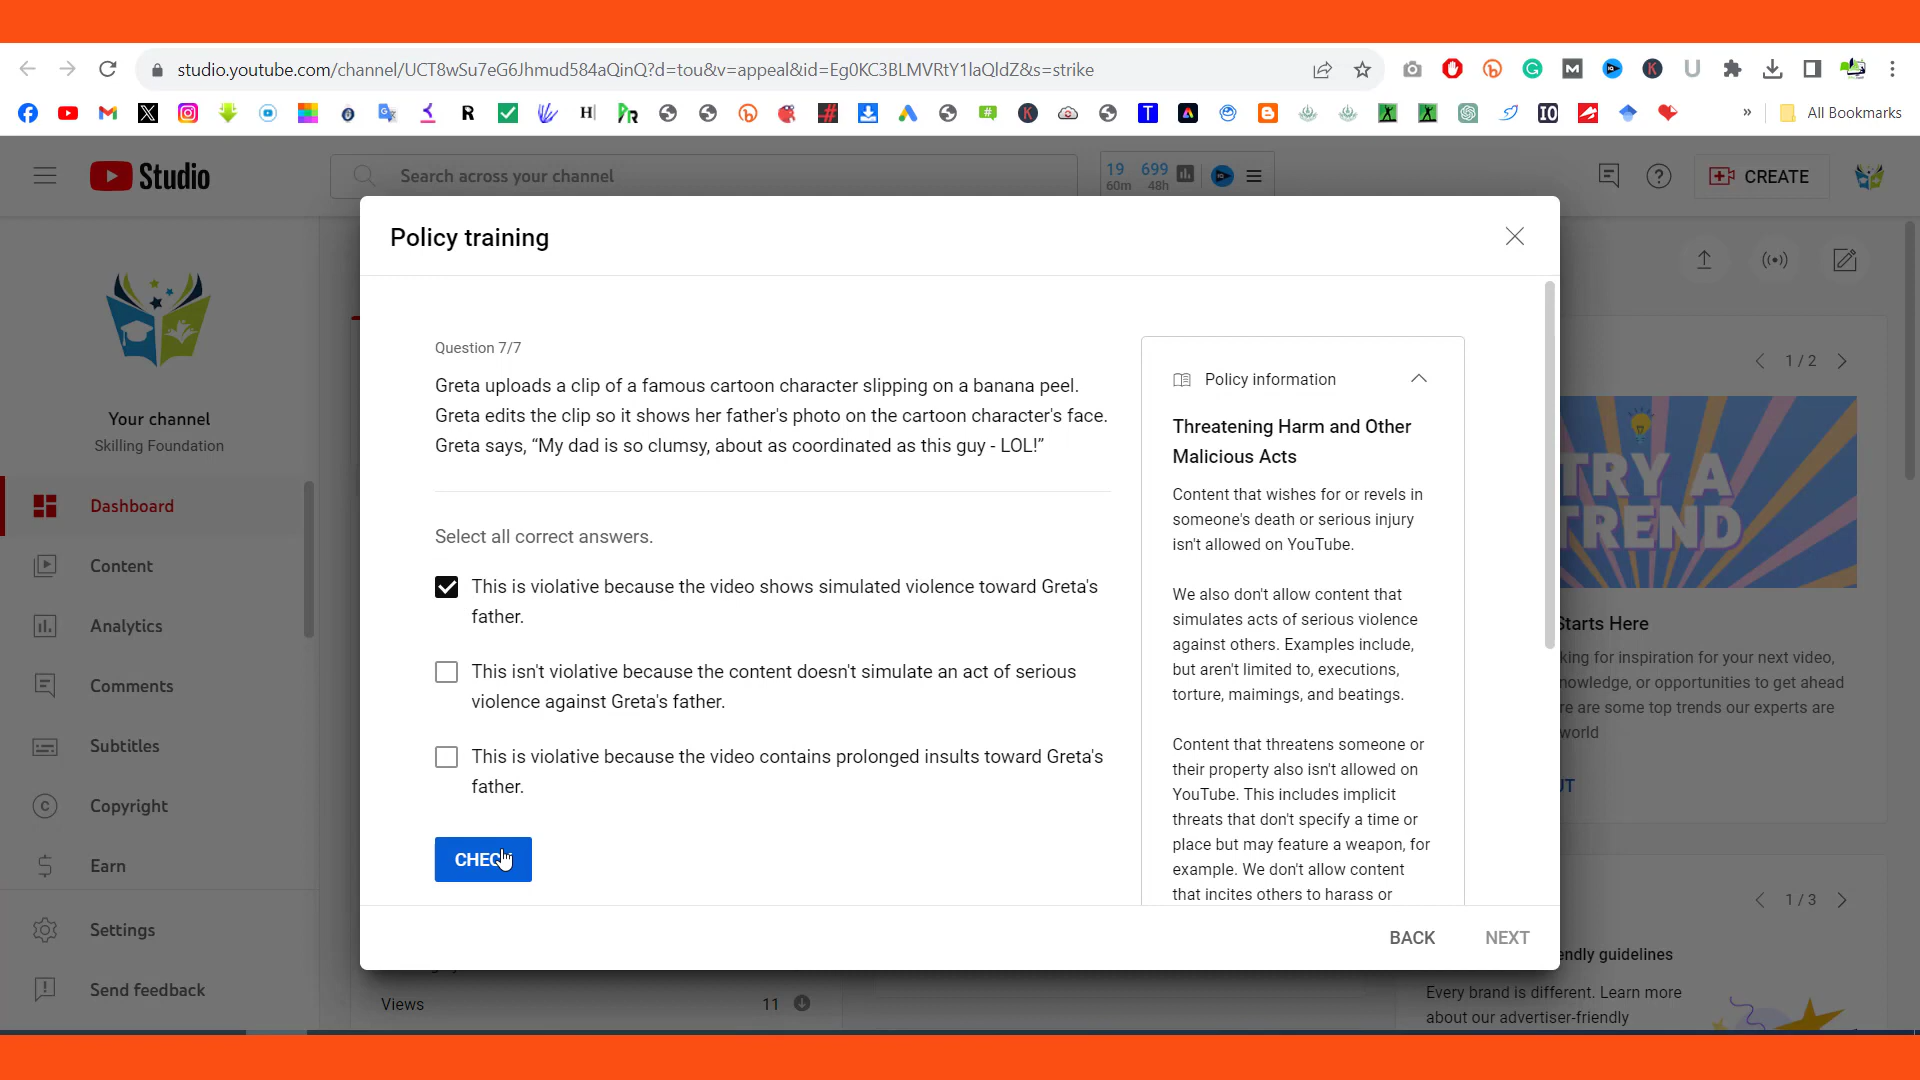 studio.youtube.com/channel/UCT8wSu7eG6Jhmud584aQinQ?d=tou&v=appeal&id=Eg0KC3BLMVRtY1laQldZ&s=strike
All Bookmarks
Studio
Search across your channel
19 699
60m 48h
CREATE
Policy training
Your channel
Skilling Foundation
Dashboard
Content
Analytics
Comments
Subtitles
Copyright
Earn
Settings
Send feedback
Question 7/7
Greta uploads a clip of a famous cartoon character slipping on a banana peel.
Greta edits the clip so it shows her father's photo on the cartoon character's face.
Greta says, “My dad is so clumsy, about as coordinated as this guy - LOL!”
Select all correct answers.
This is violative because the video shows simulated violence toward Greta's
father.
This isn't violative because the content doesn't simulate an act of serious
violence against Greta's father.
This is violative because the video contains prolonged insults toward Greta's
father.
CHEC
Policy information
Threatening Harm and Other
Malicious Acts
Content that wishes for or revels in
someone's death or serious injury
isn't allowed on YouTube.
We also don't allow content that
simulates acts of serious violence
against others. Examples include,
but aren't limited to, executions,
torture, maimings, and beatings.
Content that threatens someone or
their property also isn't allowed on
YouTube. This includes implicit
threats that don't specify a time or
place but may feature a weapon, for
example. We don't allow content
that incites others to harass or
BACK NEXT
Views 11
1 / 2
TRY A
TREND
Starts Here
king for inspiration for your next video,
nowledge, or opportunities to get ahead
re are some top trends our experts are
world
UT
1 / 3
endly guidelines
Every brand is different. Learn more
about our advertiser-friendly